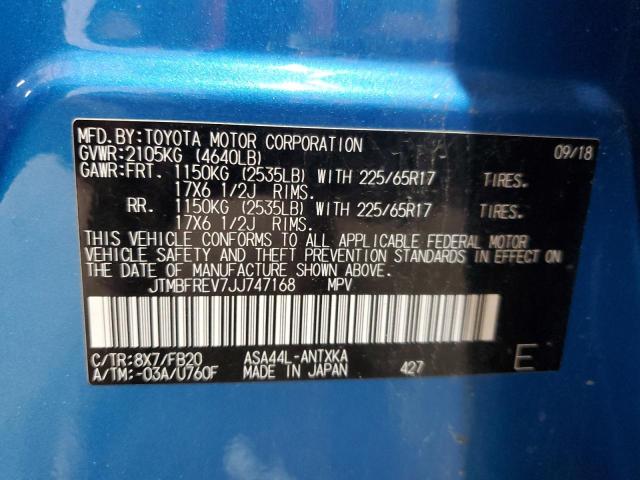 MFD. BY: TOYOTA MOTOR CORPORATION 09/18
GVWR: 2105KG (4640LB)
GAWR: FRT. 1150KG (2535LB) WITH 225/65R17 TIRES.
17X6 1/2J RIMS.
RR. 1150KG (2535LB) WITH 225/65R17 TIRES.
17X6 1/2J RIMS.
THIS VEHICLE CONFORMS TO ALL APPLICABLE FEDERAL MOTOR
VEHICLE SAFETY AND THEFT PREVENTION STANDARDS IN EFFECT ON
THE DATE OF MANUFACTURE SHOWN ABOVE.
JTMBFREV7JJ747168 MPV
C/TR: 8X7/FB20 ASA44L-ANTXKA E
A/TM: -03A/U760F MADE IN JAPAN 427